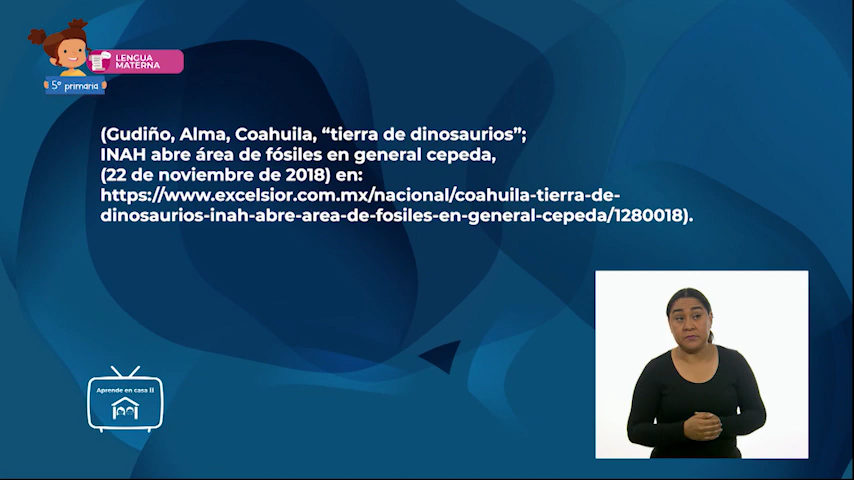 LENGUA
MATERNA
5° primaria
(Gudiño, Alma, Coahuila, “tierra de dinosaurios”;
INAH abre área de fósiles en general cepeda,
(22 de noviembre de 2018) en:
https://www.excelsior.com.mx/nacional/coahuila-tierra-de-
dinosaurios-inah-abre-area-de-fosiles-en-general-cepeda/1280018).
Aprende en casa II